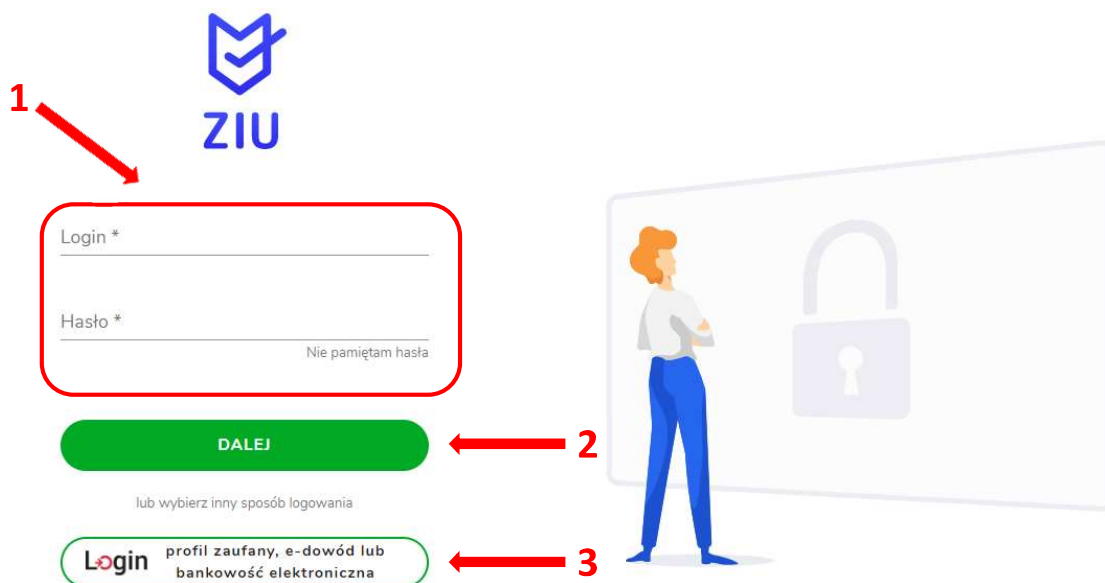 1
ZIU
Login *
Hasło *
Nie pamiętam hasła
DALEJ
2
lub wybierz inny sposób logowania
Login profil zaufany, e-dowód lub
bankowość elektroniczna
3